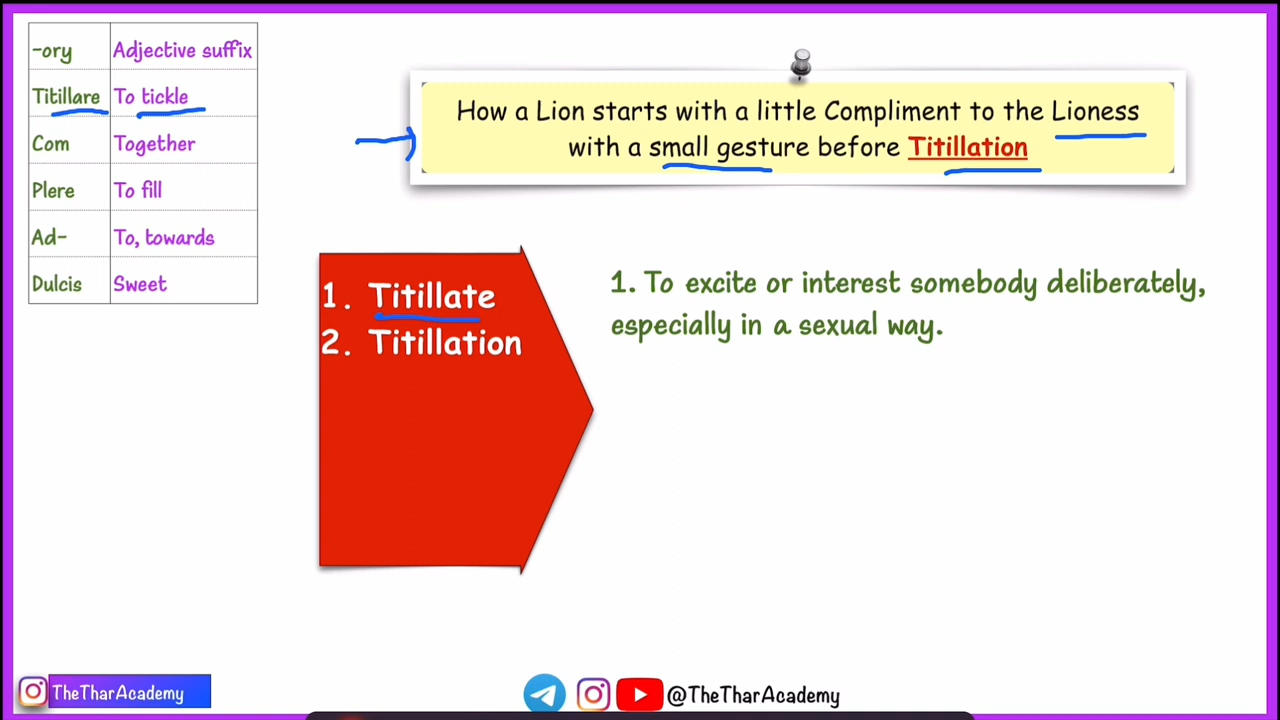 -ory Adjective suffix
Titillare To tickle
Com Together
Plere To fill
Ad- To, towards
Dulcis Sweet
How a Lion starts with a little Compliment to the Lioness
with a small gesture before Titillation
1. Titillate
2. Titillation
1. To excite or interest somebody deliberately,
especially in a sexual way.
TheTharAcademy
@TheTharAcademy